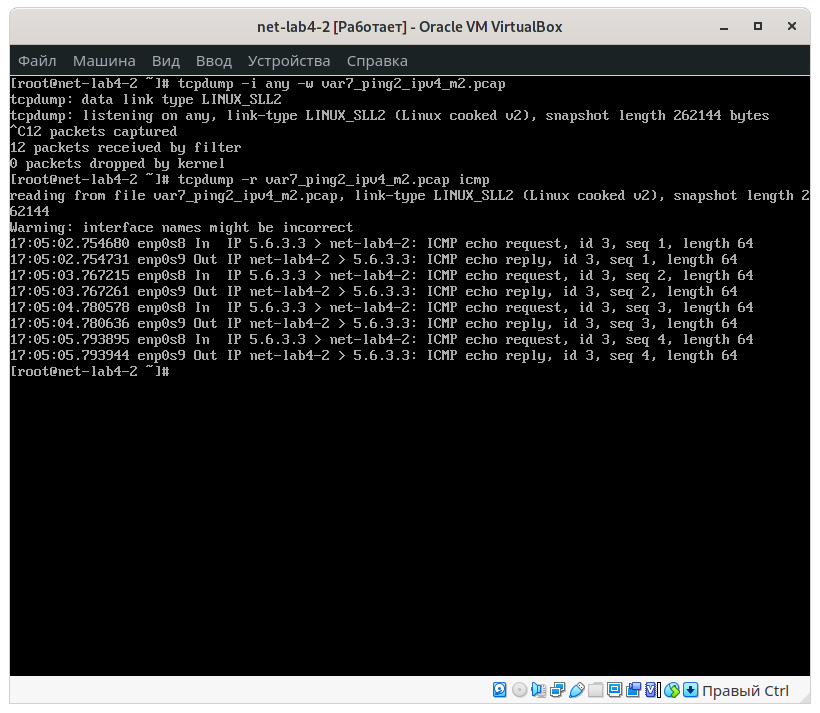 net-lab4-2 [Работает] - Oracle VM VirtualBox
Файл Машина Вид Ввод Устройства Справка
[root@net-lab4-2 ~]# tcpdump -i any -w var7_ping2_ipv4_m2.pcap
tcpdump: data link type LINUX_SLL2
tcpdump: listening on any, link-type LINUX_SLL2 (Linux cooked v2), snapshot length 262144 bytes
^C12 packets captured
12 packets received by filter
0 packets dropped by kernel
[root@net-lab4-2 ~]# tcpdump -r var7_ping2_ipv4_m2.pcap icmp
reading from file var7_ping2_ipv4_m2.pcap, link-type LINUX_SLL2 (Linux cooked v2), snapshot length 2
62144
Warning: interface names might be incorrect
17:05:02.754680 enp0s8 In  IP 5.6.3.3 > net-lab4-2: ICMP echo request, id 3, seq 1, length 64
17:05:02.754731 enp0s9 Out IP net-lab4-2 > 5.6.3.3: ICMP echo reply, id 3, seq 1, length 64
17:05:03.767215 enp0s8 In  IP 5.6.3.3 > net-lab4-2: ICMP echo request, id 3, seq 2, length 64
17:05:03.767261 enp0s9 Out IP net-lab4-2 > 5.6.3.3: ICMP echo reply, id 3, seq 2, length 64
17:05:04.780578 enp0s8 In  IP 5.6.3.3 > net-lab4-2: ICMP echo request, id 3, seq 3, length 64
17:05:04.780636 enp0s9 Out IP net-lab4-2 > 5.6.3.3: ICMP echo reply, id 3, seq 3, length 64
17:05:05.793895 enp0s8 In  IP 5.6.3.3 > net-lab4-2: ICMP echo request, id 3, seq 4, length 64
17:05:05.793944 enp0s9 Out IP net-lab4-2 > 5.6.3.3: ICMP echo reply, id 3, seq 4, length 64
[root@net-lab4-2 ~]#
Правый Ctrl